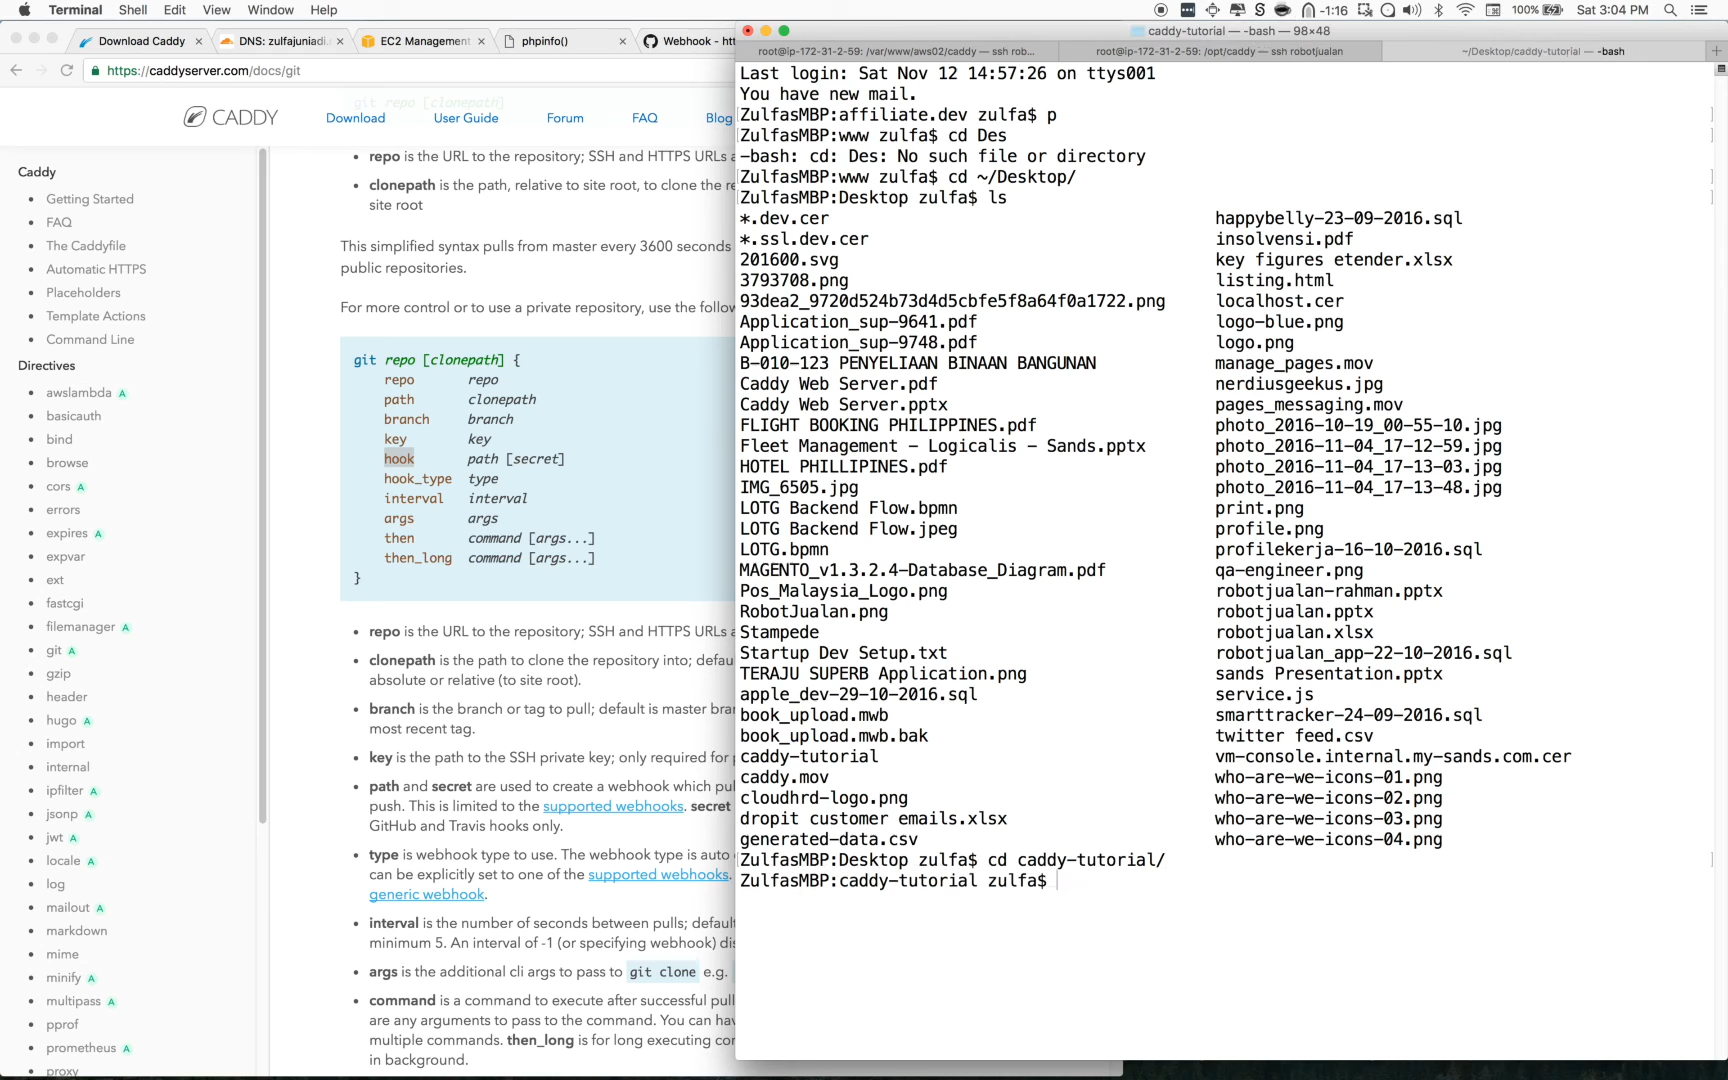 Terminal Shell Edit View Window Help
-1:16 100% Sat 3:04 PM
Download Caddy × DNS: zulfajuniadi. × EC2 Management × phpinfo() × Webhook - htt
https://caddyserver.com/docs/git
CADDY Download User Guide Forum FAQ Blog
git repo [clonepath]
Caddy
Getting Started
FAQ
The Caddyfile
Automatic HTTPS
Placeholders
Template Actions
Command Line
Directives
awslambda A
basicauth
bind
browse
cors A
errors
expires A
expvar
ext
fastcgi
filemanager A
git A
gzip
header
hugo A
import
internal
ipfilter A
jsonp A
jwt A
locale A
log
mailout A
markdown
mime
minify A
multipass A
pprof
prometheus A
proxy
repo is the URL to the repository; SSH and HTTPS URLs a
clonepath is the path, relative to site root, to clone the re
site root
This simplified syntax pulls from master every 3600 seconds
public repositories.
For more control or to use a private repository, use the follow
git repo [clonepath] {
repo repo
path clonepath
branch branch
key key
hook path [secret]
hook_type type
interval interval
args args
then command [args...]
then_long command [args...]
}
repo is the URL to the repository; SSH and HTTPS URLs a
clonepath is the path to clone the repository into; defau
absolute or relative (to site root).
branch is the branch or tag to pull; default is master bran
most recent tag.
key is the path to the SSH private key; only required for p
path and secret are used to create a webhook which pul
push. This is limited to the supported webhooks. secret
GitHub and Travis hooks only.
type is webhook type to use. The webhook type is auto
can be explicitly set to one of the supported webhooks.
generic webhook.
interval is the number of seconds between pulls; default
minimum 5. An interval of -1 (or specifying webhook) dis
args is the additional cli args to pass to git clone e.g.
command is a command to execute after successful pull
are any arguments to pass to the command. You can hav
multiple commands. then_long is for long executing com
in background.
caddy-tutorial — -bash — 98×48
root@ip-172-31-2-59: /var/www/aws02/caddy — ssh rob... root@ip-172-31-2-59: /opt/caddy — ssh robotjualan ~/Desktop/caddy-tutorial — -bash
Last login: Sat Nov 12 14:57:26 on ttys001
You have new mail.
ZulfasMBP:affiliate.dev zulfa$ p
ZulfasMBP:www zulfa$ cd Des
-bash: cd: Des: No such file or directory
ZulfasMBP:www zulfa$ cd ~/Desktop/
ZulfasMBP:Desktop zulfa$ ls
*.dev.cer happybelly-23-09-2016.sql
*.ssl.dev.cer insolvensi.pdf
201600.svg key figures etender.xlsx
3793708.png listing.html
93dea2_9720d524b73d4d5cbfe5f8a64f0a1722.png localhost.cer
Application_sup-9641.pdf logo-blue.png
Application_sup-9748.pdf logo.png
B-010-123 PENYELIAAN BINAAN BANGUNAN manage_pages.mov
Caddy Web Server.pdf nerdiusgeekus.jpg
Caddy Web Server.pptx pages_messaging.mov
FLIGHT BOOKING PHILIPPINES.pdf photo_2016-10-19_00-55-10.jpg
Fleet Management - Logicalis - Sands.pptx photo_2016-11-04_17-12-59.jpg
HOTEL PHILLIPINES.pdf photo_2016-11-04_17-13-03.jpg
IMG_6505.jpg photo_2016-11-04_17-13-48.jpg
LOTG Backend Flow.bpmn print.png
LOTG Backend Flow.jpeg profile.png
LOTG.bpmn profilekerja-16-10-2016.sql
MAGENTO_v1.3.2.4-Database_Diagram.pdf qa-engineer.png
Pos_Malaysia_Logo.png robotjualan-rahman.pptx
RobotJualan.png robotjualan.pptx
Stampede robotjualan.xlsx
Startup Dev Setup.txt robotjualan_app-22-10-2016.sql
TERAJU SUPERB Application.png sands Presentation.pptx
apple_dev-29-10-2016.sql service.js
book_upload.mwb smarttracker-24-09-2016.sql
book_upload.mwb.bak twitter feed.csv
caddy-tutorial vm-console.internal.my-sands.com.cer
caddy.mov who-are-we-icons-01.png
cloudhrd-logo.png who-are-we-icons-02.png
dropit customer emails.xlsx who-are-we-icons-03.png
generated-data.csv who-are-we-icons-04.png
ZulfasMBP:Desktop zulfa$ cd caddy-tutorial/
ZulfasMBP:caddy-tutorial zulfa$